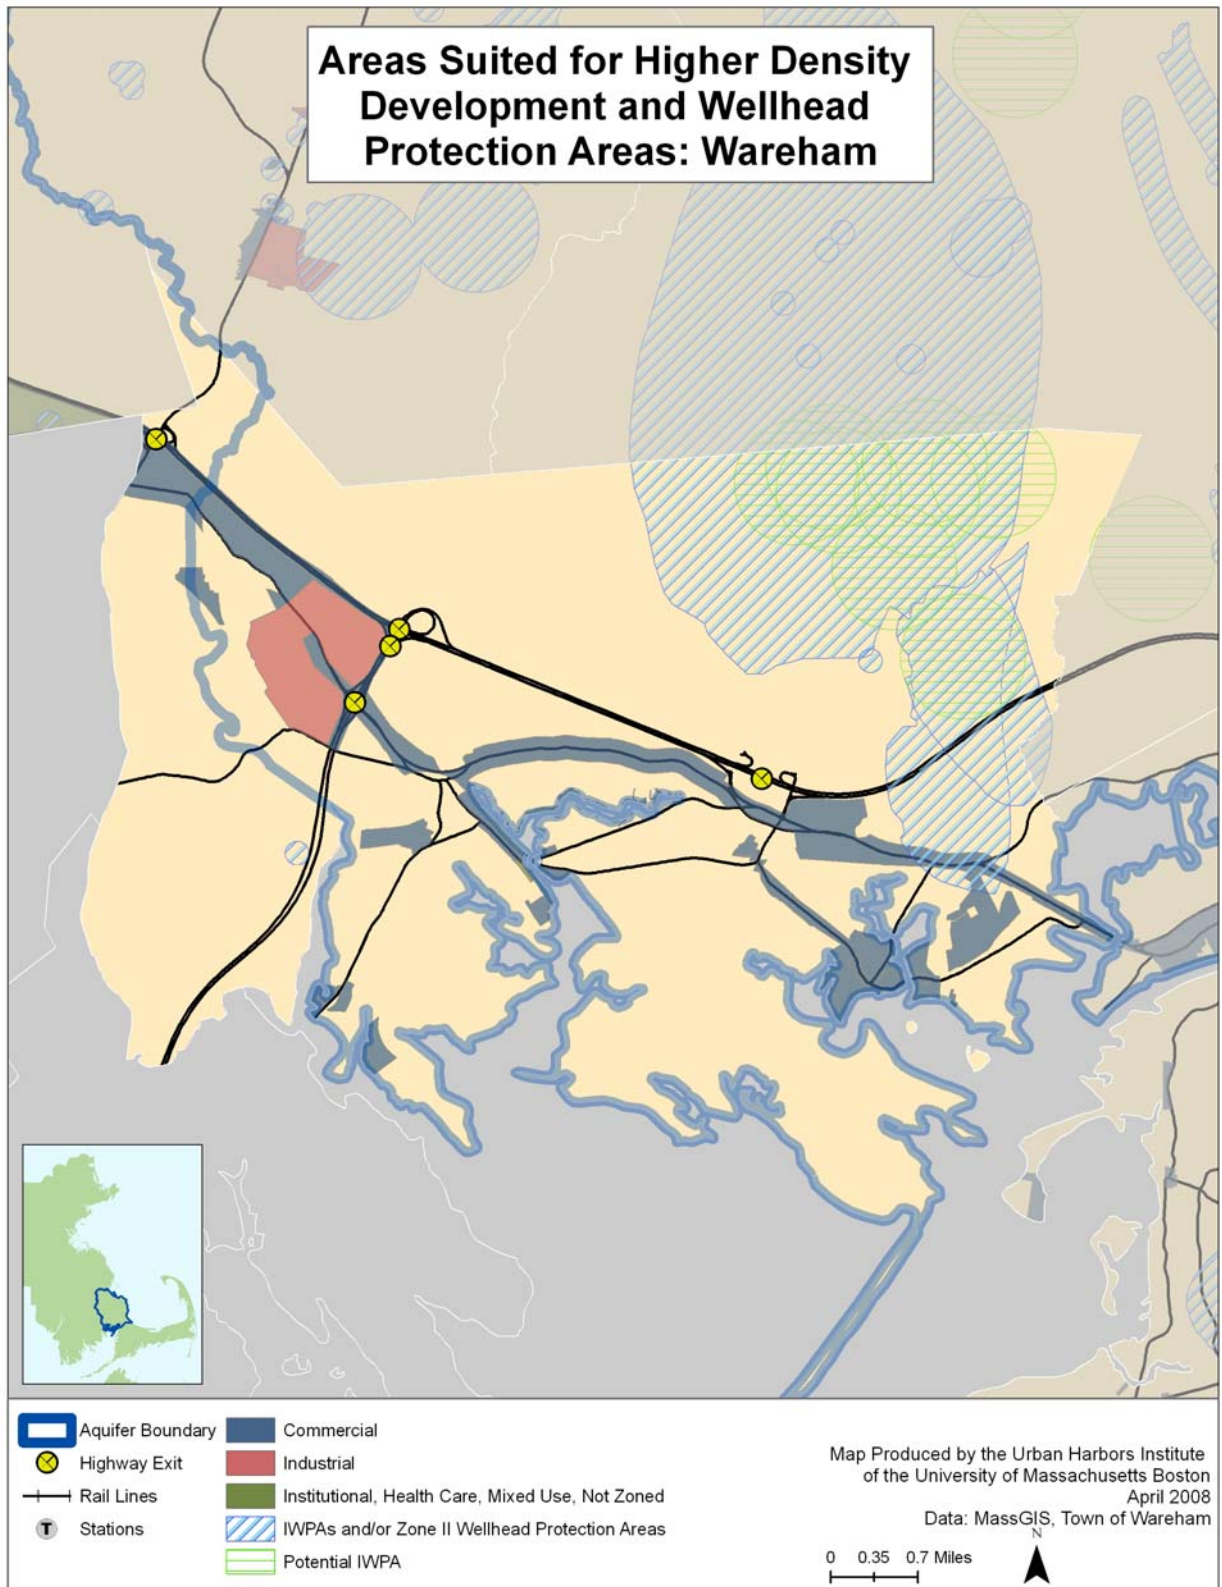 Areas Suited for Higher Density
Development and Wellhead
Protection Areas: Wareham
Aquifer Boundary
Highway Exit
Rail Lines
T Stations
Commercial
Industrial
Institutional, Health Care, Mixed Use, Not Zoned
IWPAs and/or Zone II Wellhead Protection Areas
Potential IWPA
Map Produced by the Urban Harbors Institute
of the University of Massachusetts Boston
April 2008
Data: MassGIS, Town of Wareham
N
0 0.35 0.7 Miles